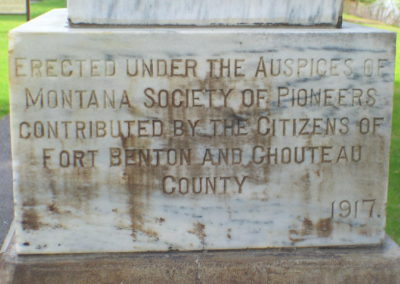 ERECTED UNDER THE AUSPICES OF
MONTANA SOCIETY OF PIONEERS
CONTRIBUTED BY THE CITIZENS OF
FORT BENTON AND CHOUTEAU
COUNTY
1917.